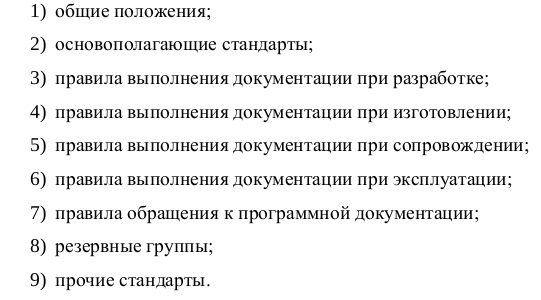 1) общие положения;
2) основополагающие стандарты;
3) правила выполнения документации при разработке;
4) правила выполнения документации при изготовлении;
5) правила выполнения документации при сопровождении;
6) правила выполнения документации при эксплуатации;
7) правила обращения к программной документации;
8) резервные группы;
9) прочие стандарты.